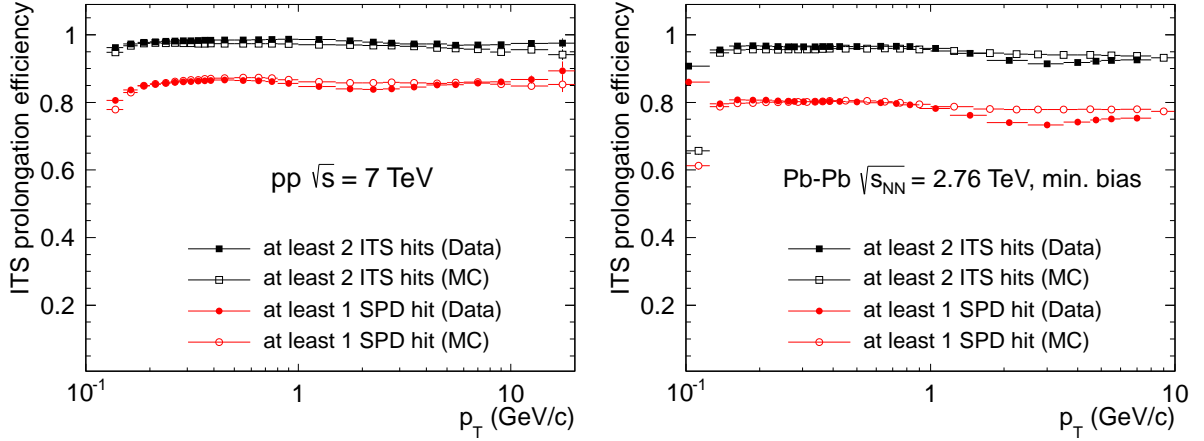 ITS prolongation efficiency
1
0.8
0.6
0.4
0.2
pp √s = 7 TeV
at least 2 ITS hits (Data)
at least 2 ITS hits (MC)
at least 1 SPD hit (Data)
at least 1 SPD hit (MC)
10⁻¹ 1 10
p_T (GeV/c)
ITS prolongation efficiency
1
0.8
0.6
0.4
0.2
Pb-Pb √s_NN = 2.76 TeV, min. bias
at least 2 ITS hits (Data)
at least 2 ITS hits (MC)
at least 1 SPD hit (Data)
at least 1 SPD hit (MC)
10⁻¹ 1 10
p_T (GeV/c)